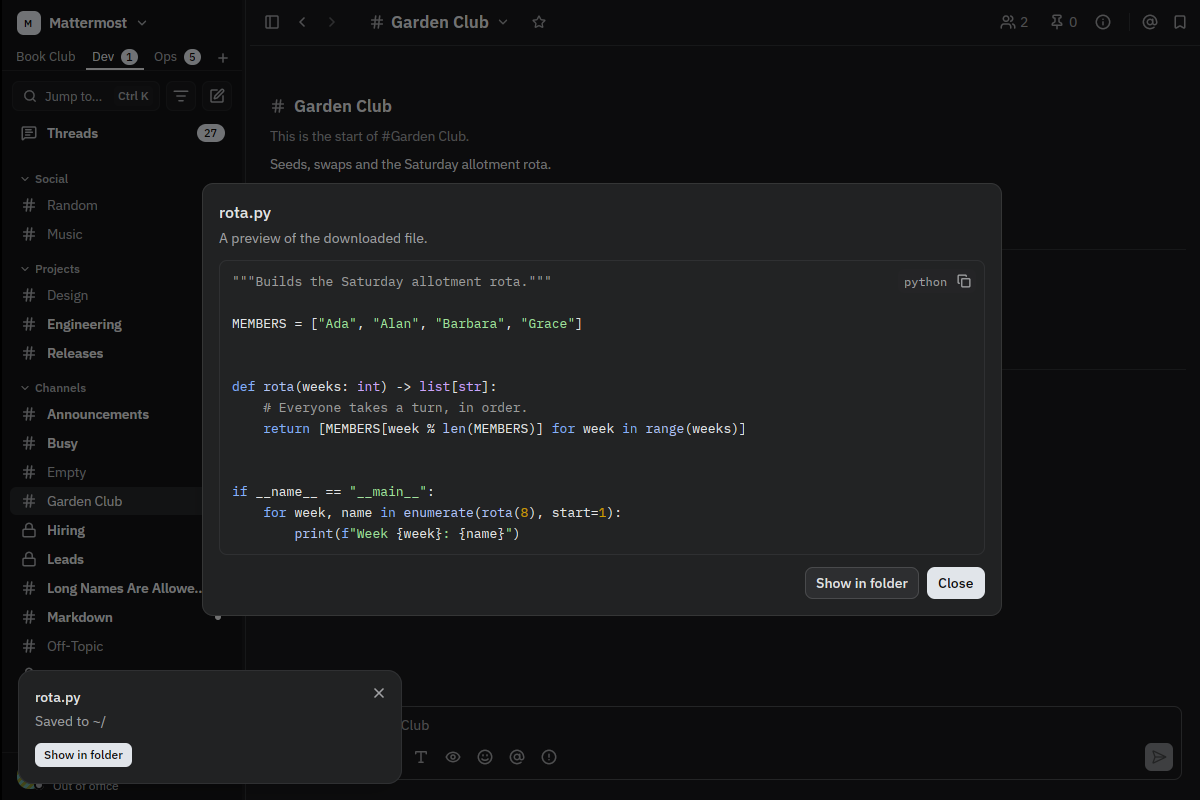 M Mattermost
Book Club Dev 1 Ops 5
Jump to... Ctrl K
Threads 27
Social
Random
Music
Projects
Design
Engineering
Releases
Channels
Announcements
Busy
Empty
Garden Club
Hiring
Leads
Long Names Are Allowe..
Markdown
Off-Topic
Out of office
Garden Club
2 0
Garden Club
This is the start of #Garden Club.
Seeds, swaps and the Saturday allotment rota.
rota.py
A preview of the downloaded file.
python
"""Builds the Saturday allotment rota."""
MEMBERS = ["Ada", "Alan", "Barbara", "Grace"]
def rota(weeks: int) -> list[str]:
    # Everyone takes a turn, in order.
    return [MEMBERS[week % len(MEMBERS)] for week in range(weeks)]
if __name__ == "__main__":
    for week, name in enumerate(rota(8), start=1):
        print(f"Week {week}: {name}")
Show in folder Close
Club
rota.py
Saved to ~/
Show in folder